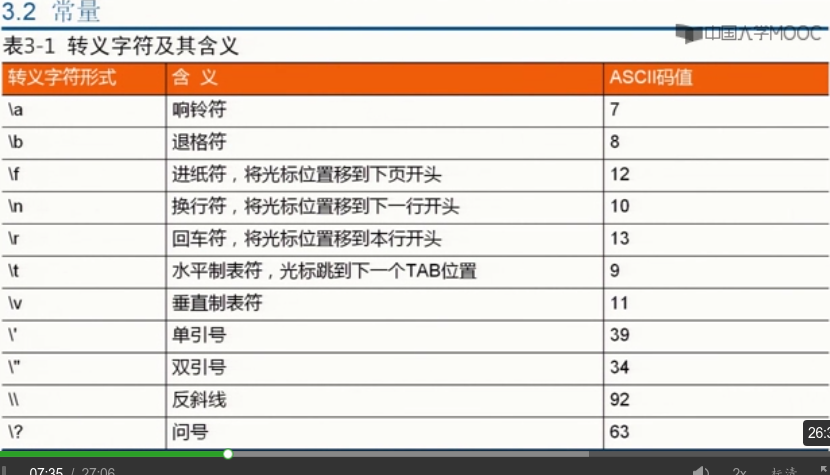 3.2 常量
中国大学MOOC
表3-1 转义字符及其含义
转义字符形式 含 义 ASCII码值
\a 响铃符 7
\b 退格符 8
\f 进纸符，将光标位置移到下页开头 12
\n 换行符，将光标位置移到下一行开头 10
\r 回车符，将光标位置移到本行开头 13
\t 水平制表符，光标跳到下一个TAB位置 9
\v 垂直制表符 11
\' 单引号 39
\" 双引号 34
\\ 反斜线 92
\? 问号 63
07:35 / 27:06 2x 标清